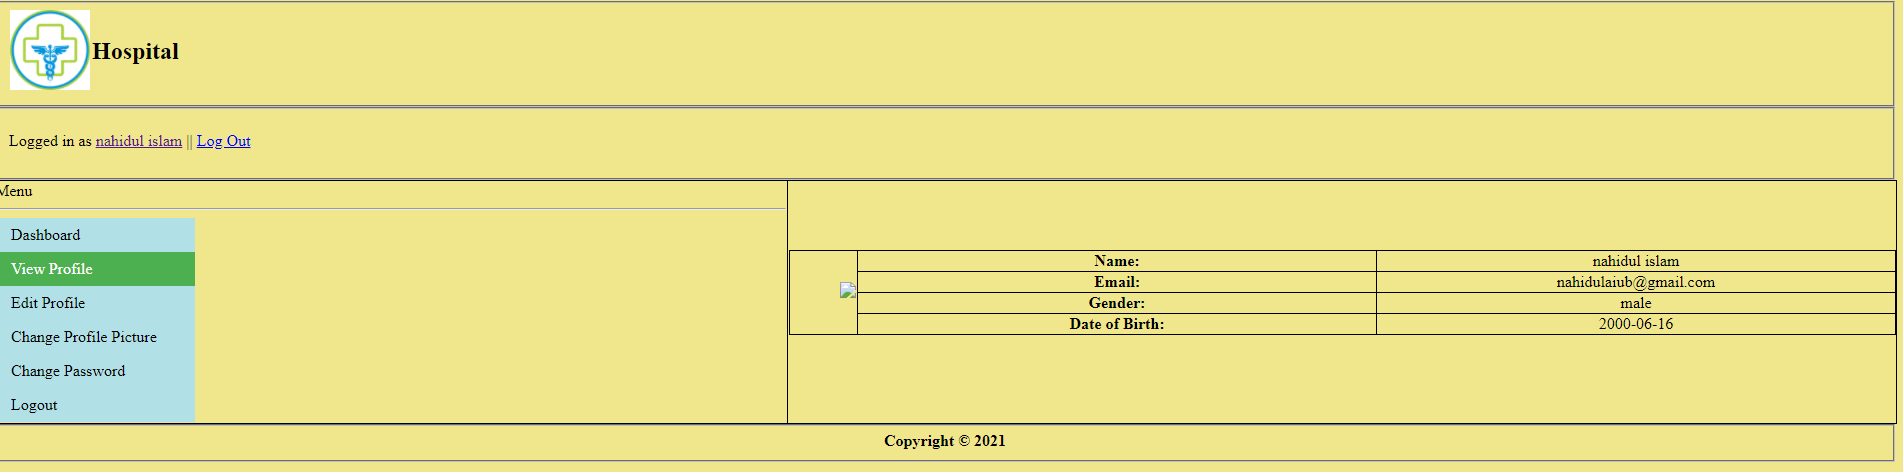 Hospital
Logged in as nahidul islam || Log Out
Menu
Dashboard
View Profile
Edit Profile
Change Profile Picture
Change Password
Logout
Name: nahidul islam
Email: nahidulaiub@gmail.com
Gender: male
Date of Birth: 2000-06-16
Copyright © 2021